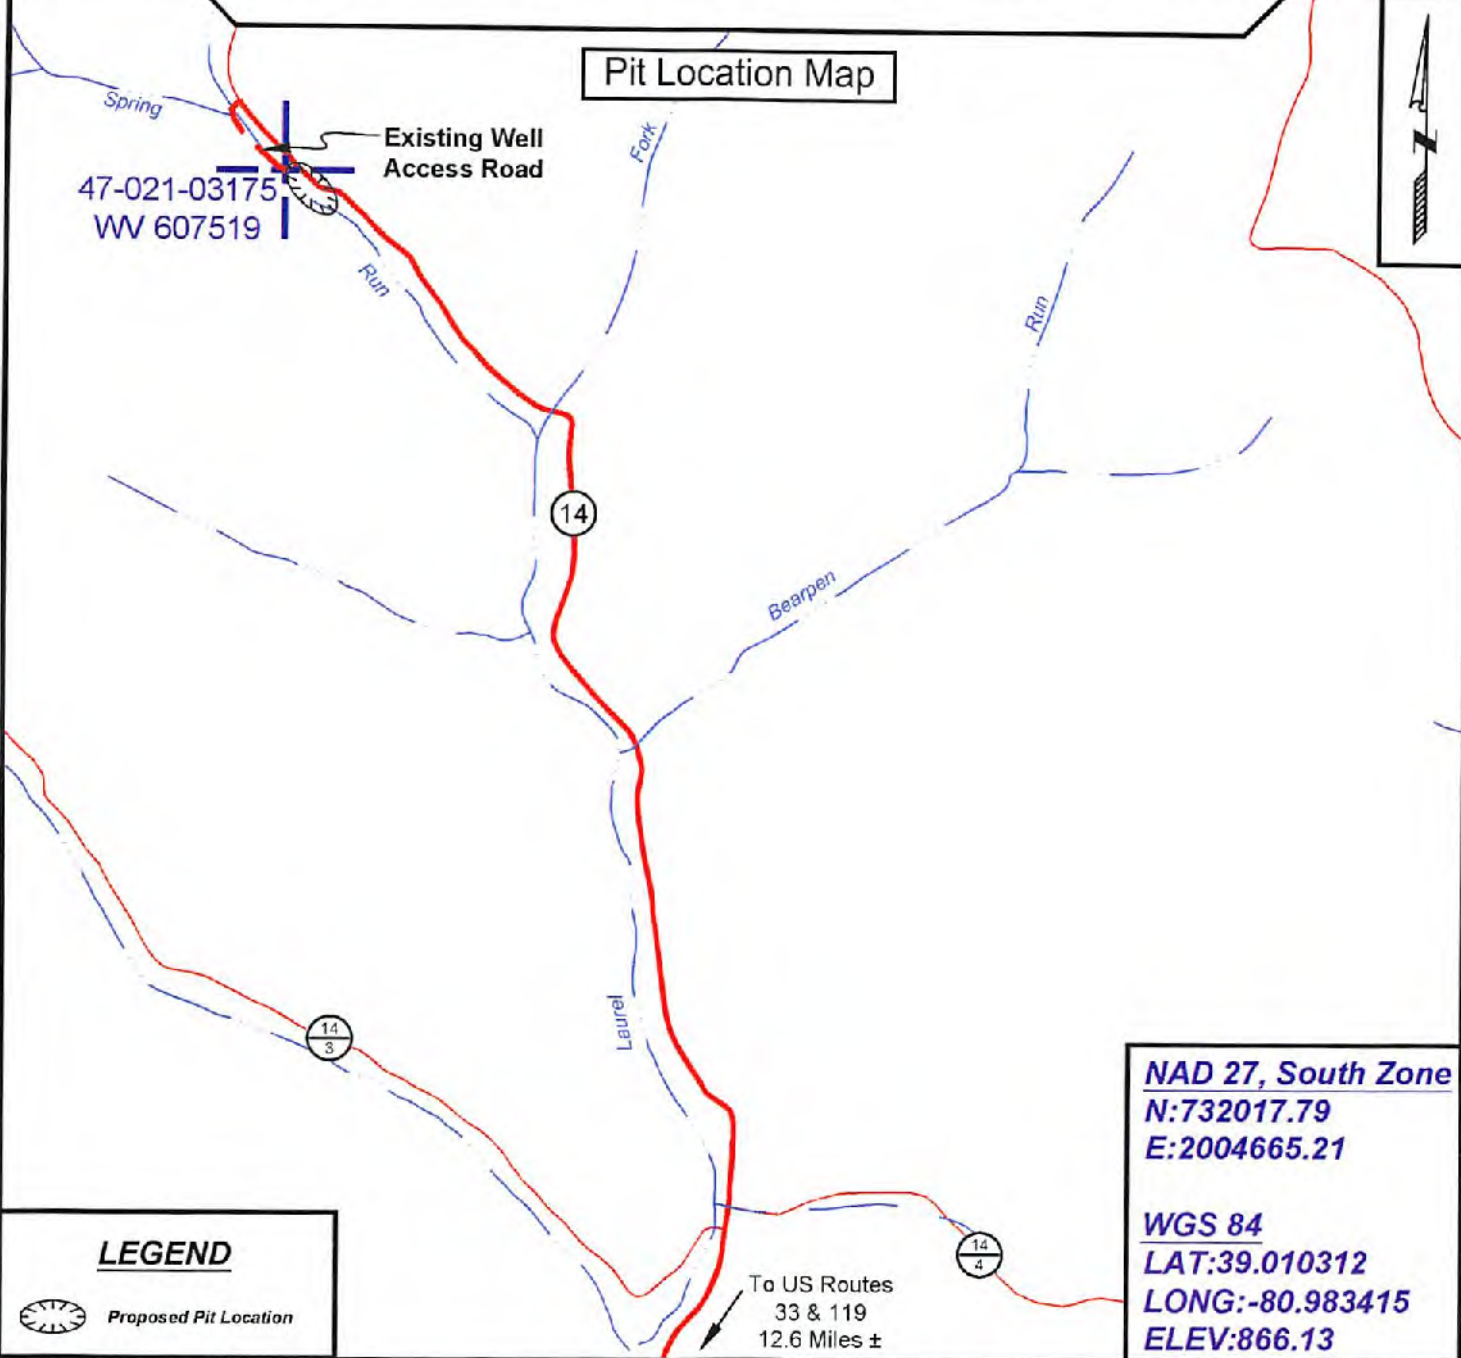 Pit Location Map
Spring
Fork
Existing Well
Access Road
47-021-03175
WV 607519
Run
Run
14
Bearpen
Laurel
14
3
NAD 27, South Zone
N:732017.79
E:2004665.21
WGS 84
LAT:39.010312
LONG:-80.983415
ELEV:866.13
14
4
LEGEND
Proposed Pit Location
To US Routes
33 & 119
12.6 Miles ±
N